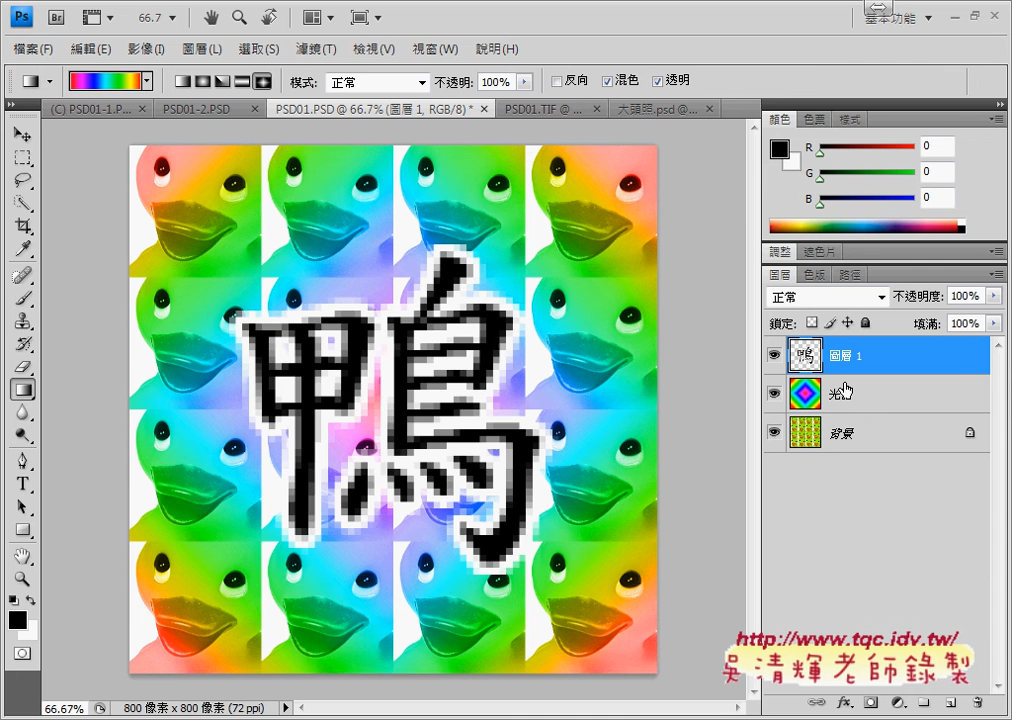 Ps Br 66.7 基本功能
檔案(F) 編輯(E) 影像(I) 圖層(L) 選取(S) 濾鏡(T) 檢視(V) 視窗(W) 說明(H)
模式: 正常 不透明: 100% 反向 混色 透明
(C) PSD01-1.P... PSD01-2.PSD PSD01.PSD @ 66.7% (圖層 1, RGB/8) * PSD01.TIF @ ... 大頭照.psd @...
顏色 色票 樣式
R 0
G 0
B 0
調整 遮色片
圖層 色版 路徑
正常 不透明度: 100%
鎖定: 填滿: 100%
鴨 圖層 1
光
背景
鴨
T
http://www.tqc.idv.tw/
吳清輝老師錄製
66.67% 800 像素 x 800 像素 (72 ppi)